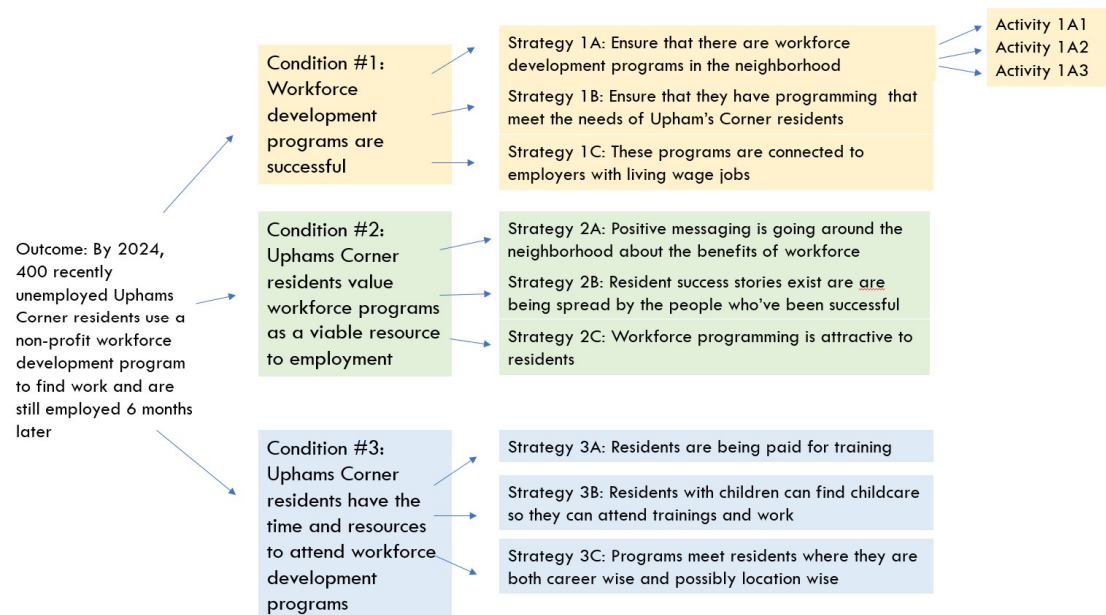 Outcome: By 2024,
400 recently
unemployed Uphams
Corner residents use a
non-profit workforce
development program
to find work and are
still employed 6 months
later
Condition #1:
Workforce
development
programs are
successful
Strategy 1A: Ensure that there are workforce
development programs in the neighborhood
Activity 1A1
Activity 1A2
Activity 1A3
Strategy 1B: Ensure that they have programming that
meet the needs of Upham's Corner residents
Strategy 1C: These programs are connected to
employers with living wage jobs
Condition #2:
Uphams Corner
residents value
workforce programs
as a viable resource
to employment
Strategy 2A: Positive messaging is going around the
neighborhood about the benefits of workforce
Strategy 2B: Resident success stories exist are are
being spread by the people who've been successful
Strategy 2C: Workforce programming is attractive to
residents
Condition #3:
Uphams Corner
residents have the
time and resources
to attend workforce
development
programs
Strategy 3A: Residents are being paid for training
Strategy 3B: Residents with children can find childcare
so they can attend trainings and work
Strategy 3C: Programs meet residents where they are
both career wise and possibly location wise